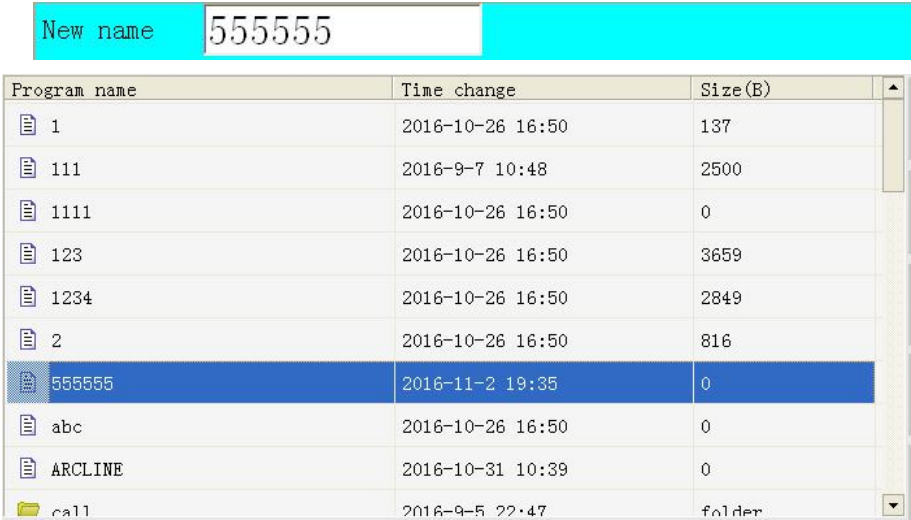 New name 555555
Program name Time change Size(B)
1 2016-10-26 16:50 137
111 2016-9-7 10:48 2500
1111 2016-10-26 16:50 0
123 2016-10-26 16:50 3659
1234 2016-10-26 16:50 2849
2 2016-10-26 16:50 816
555555 2016-11-2 19:35 0
abc 2016-10-26 16:50 0
ARCLINE 2016-10-31 10:39 0
call 2016-9-5 22:47 folder